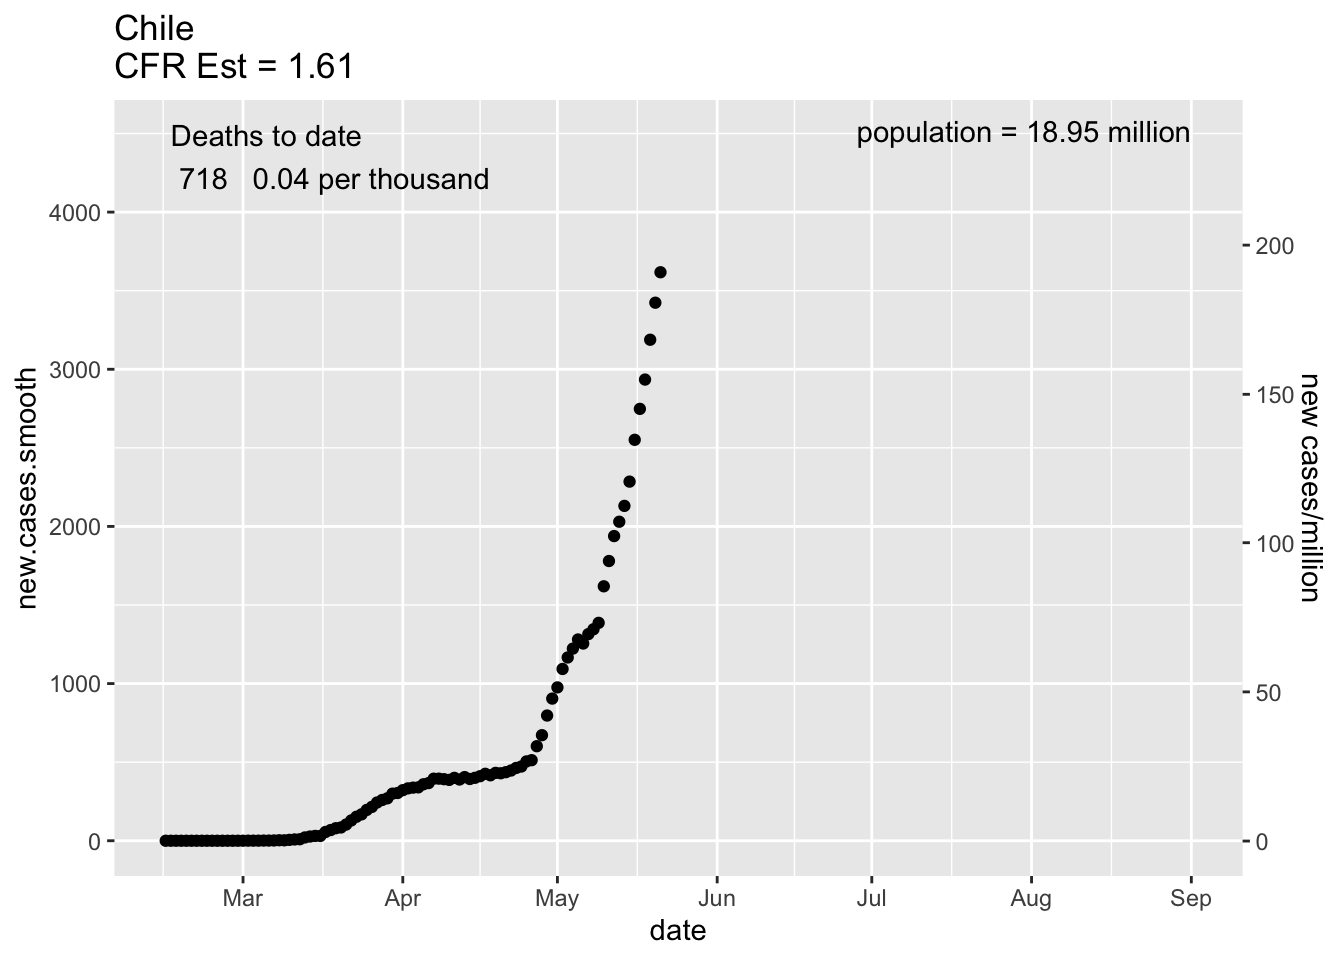 Chile
CFR Est = 1.61
Deaths to date
718 0.04 per thousand
population = 18.95 million
4000
3000
2000
1000
0
new.cases.smooth
200
150
100
50
0
new cases/million
Mar Apr May Jun Jul Aug Sep
date